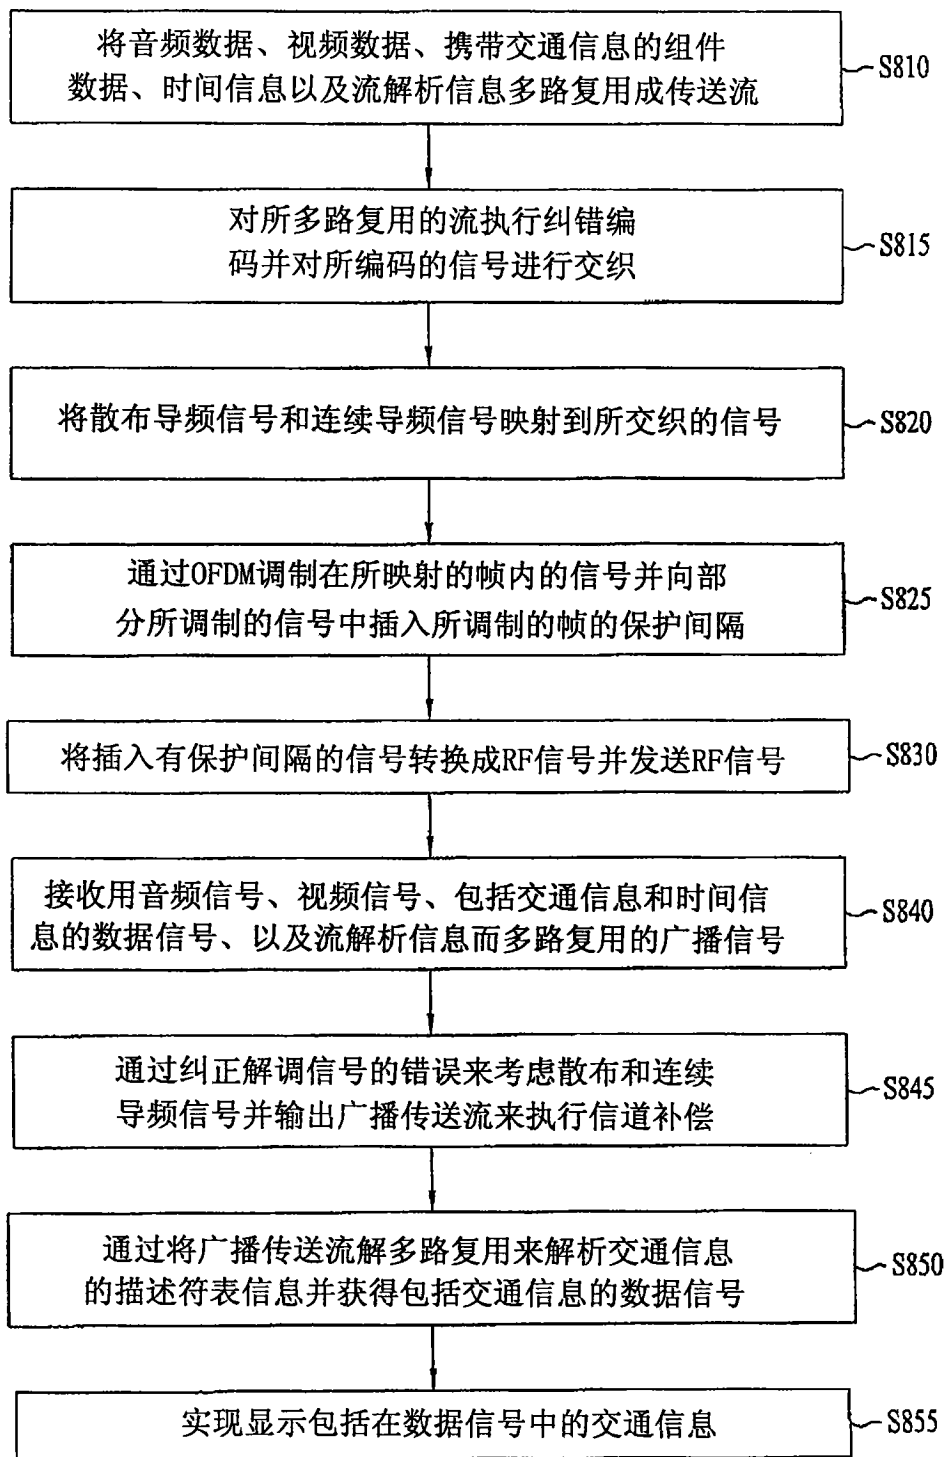 将音频数据、视频数据、携带交通信息的组件
数据、时间信息以及流解析信息多路复用成传送流
S810
对所多路复用的流执行纠错编
码并对所编码的信号进行交织
S815
将散布导频信号和连续导频信号映射到所交织的信号
S820
通过OFDM调制在所映射的帧内的信号并向部
分所调制的信号中插入所调制的帧的保护间隔
S825
将插入有保护间隔的信号转换成RF信号并发送RF信号
S830
接收用音频信号、视频信号、包括交通信息和时间信
息的数据信号、以及流解析信息而多路复用的广播信号
S840
通过纠正解调信号的错误来考虑散布和连续
导频信号并输出广播传送流来执行信道补偿
S845
通过将广播传送流解多路复用来解析交通信息
的描述符表信息并获得包括交通信息的数据信号
S850
实现显示包括在数据信号中的交通信息
S855